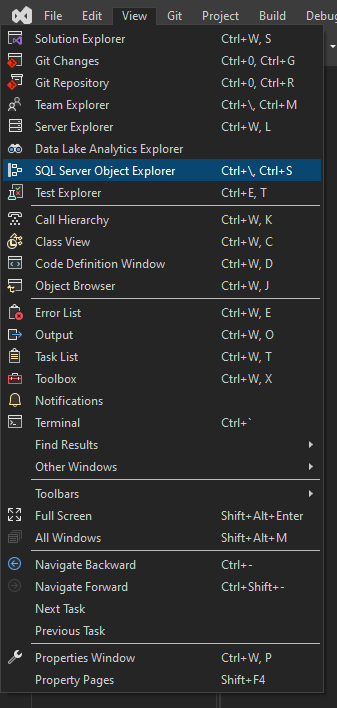 File Edit View Git Project Build Debug
Solution Explorer Ctrl+W, S
Git Changes Ctrl+0, Ctrl+G
Git Repository Ctrl+0, Ctrl+R
Team Explorer Ctrl+\, Ctrl+M
Server Explorer Ctrl+W, L
Data Lake Analytics Explorer
SQL Server Object Explorer Ctrl+\, Ctrl+S
Test Explorer Ctrl+E, T
Call Hierarchy Ctrl+W, K
Class View Ctrl+W, C
Code Definition Window Ctrl+W, D
Object Browser Ctrl+W, J
Error List Ctrl+W, E
Output Ctrl+W, O
Task List Ctrl+W, T
Toolbox Ctrl+W, X
Notifications
Terminal Ctrl+`
Find Results
Other Windows
Toolbars
Full Screen Shift+Alt+Enter
All Windows Shift+Alt+M
Navigate Backward Ctrl+-
Navigate Forward Ctrl+Shift+-
Next Task
Previous Task
Properties Window Ctrl+W, P
Property Pages Shift+F4